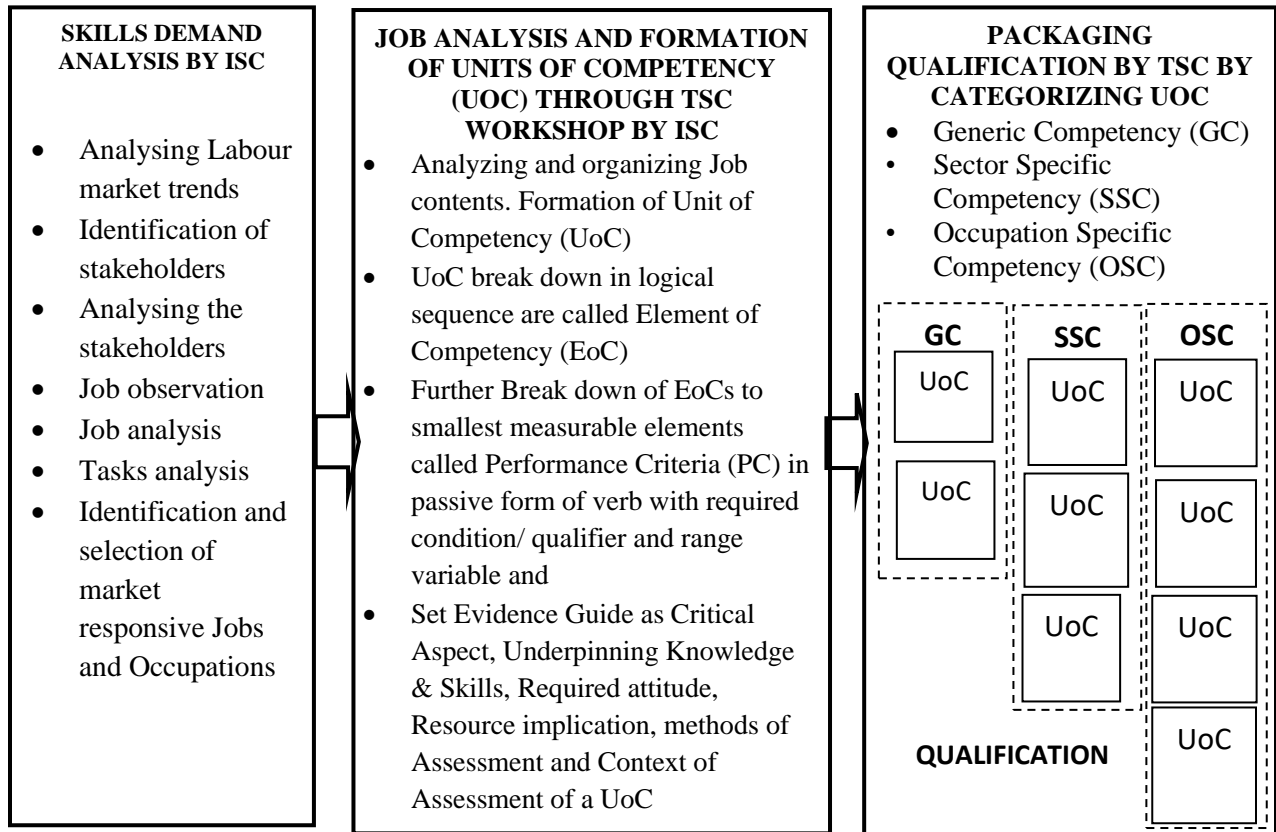 SKILLS DEMAND
ANALYSIS BY ISC
• Analysing Labour
market trends
• Identification of
stakeholders
• Analysing the
stakeholders
• Job observation
• Job analysis
• Tasks analysis
• Identification and
selection of
market
responsive Jobs
and Occupations
JOB ANALYSIS AND FORMATION
OF UNITS OF COMPETENCY
(UOC) THROUGH TSC
WORKSHOP BY ISC
• Analyzing and organizing Job
contents. Formation of Unit of
Competency (UoC)
• UoC break down in logical
sequence are called Element of
Competency (EoC)
• Further Break down of EoCs to
smallest measurable elements
called Performance Criteria (PC) in
passive form of verb with required
condition/ qualifier and range
variable and
• Set Evidence Guide as Critical
Aspect, Underpinning Knowledge
& Skills, Required attitude,
Resource implication, methods of
Assessment and Context of
Assessment of a UoC
PACKAGING
QUALIFICATION BY TSC BY
CATEGORIZING UOC
• Generic Competency (GC)
• Sector Specific
Competency (SSC)
• Occupation Specific
Competency (OSC)
GC
UoC
UoC
SSC
UoC
UoC
UoC
OSC
UoC
UoC
UoC
UoC
QUALIFICATION